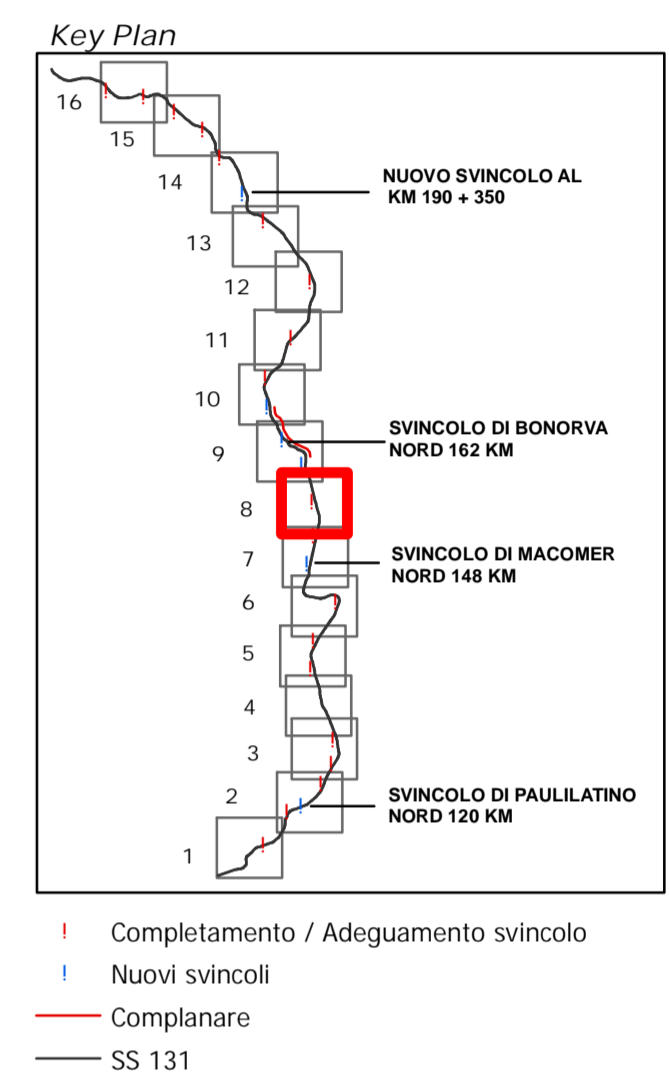 Key Plan
16
15
14
NUOVO SVINCOLO AL
KM 190 + 350
13
12
11
10
SVINCOLO DI BONORVA
NORD 162 KM
9
8
7
SVINCOLO DI MACOMER
NORD 148 KM
6
5
4
3
2
SVINCOLO DI PAULILATINO
NORD 120 KM
1
! Completamento / Adeguamento svincolo
! Nuovi svincoli
Complanare
SS 131